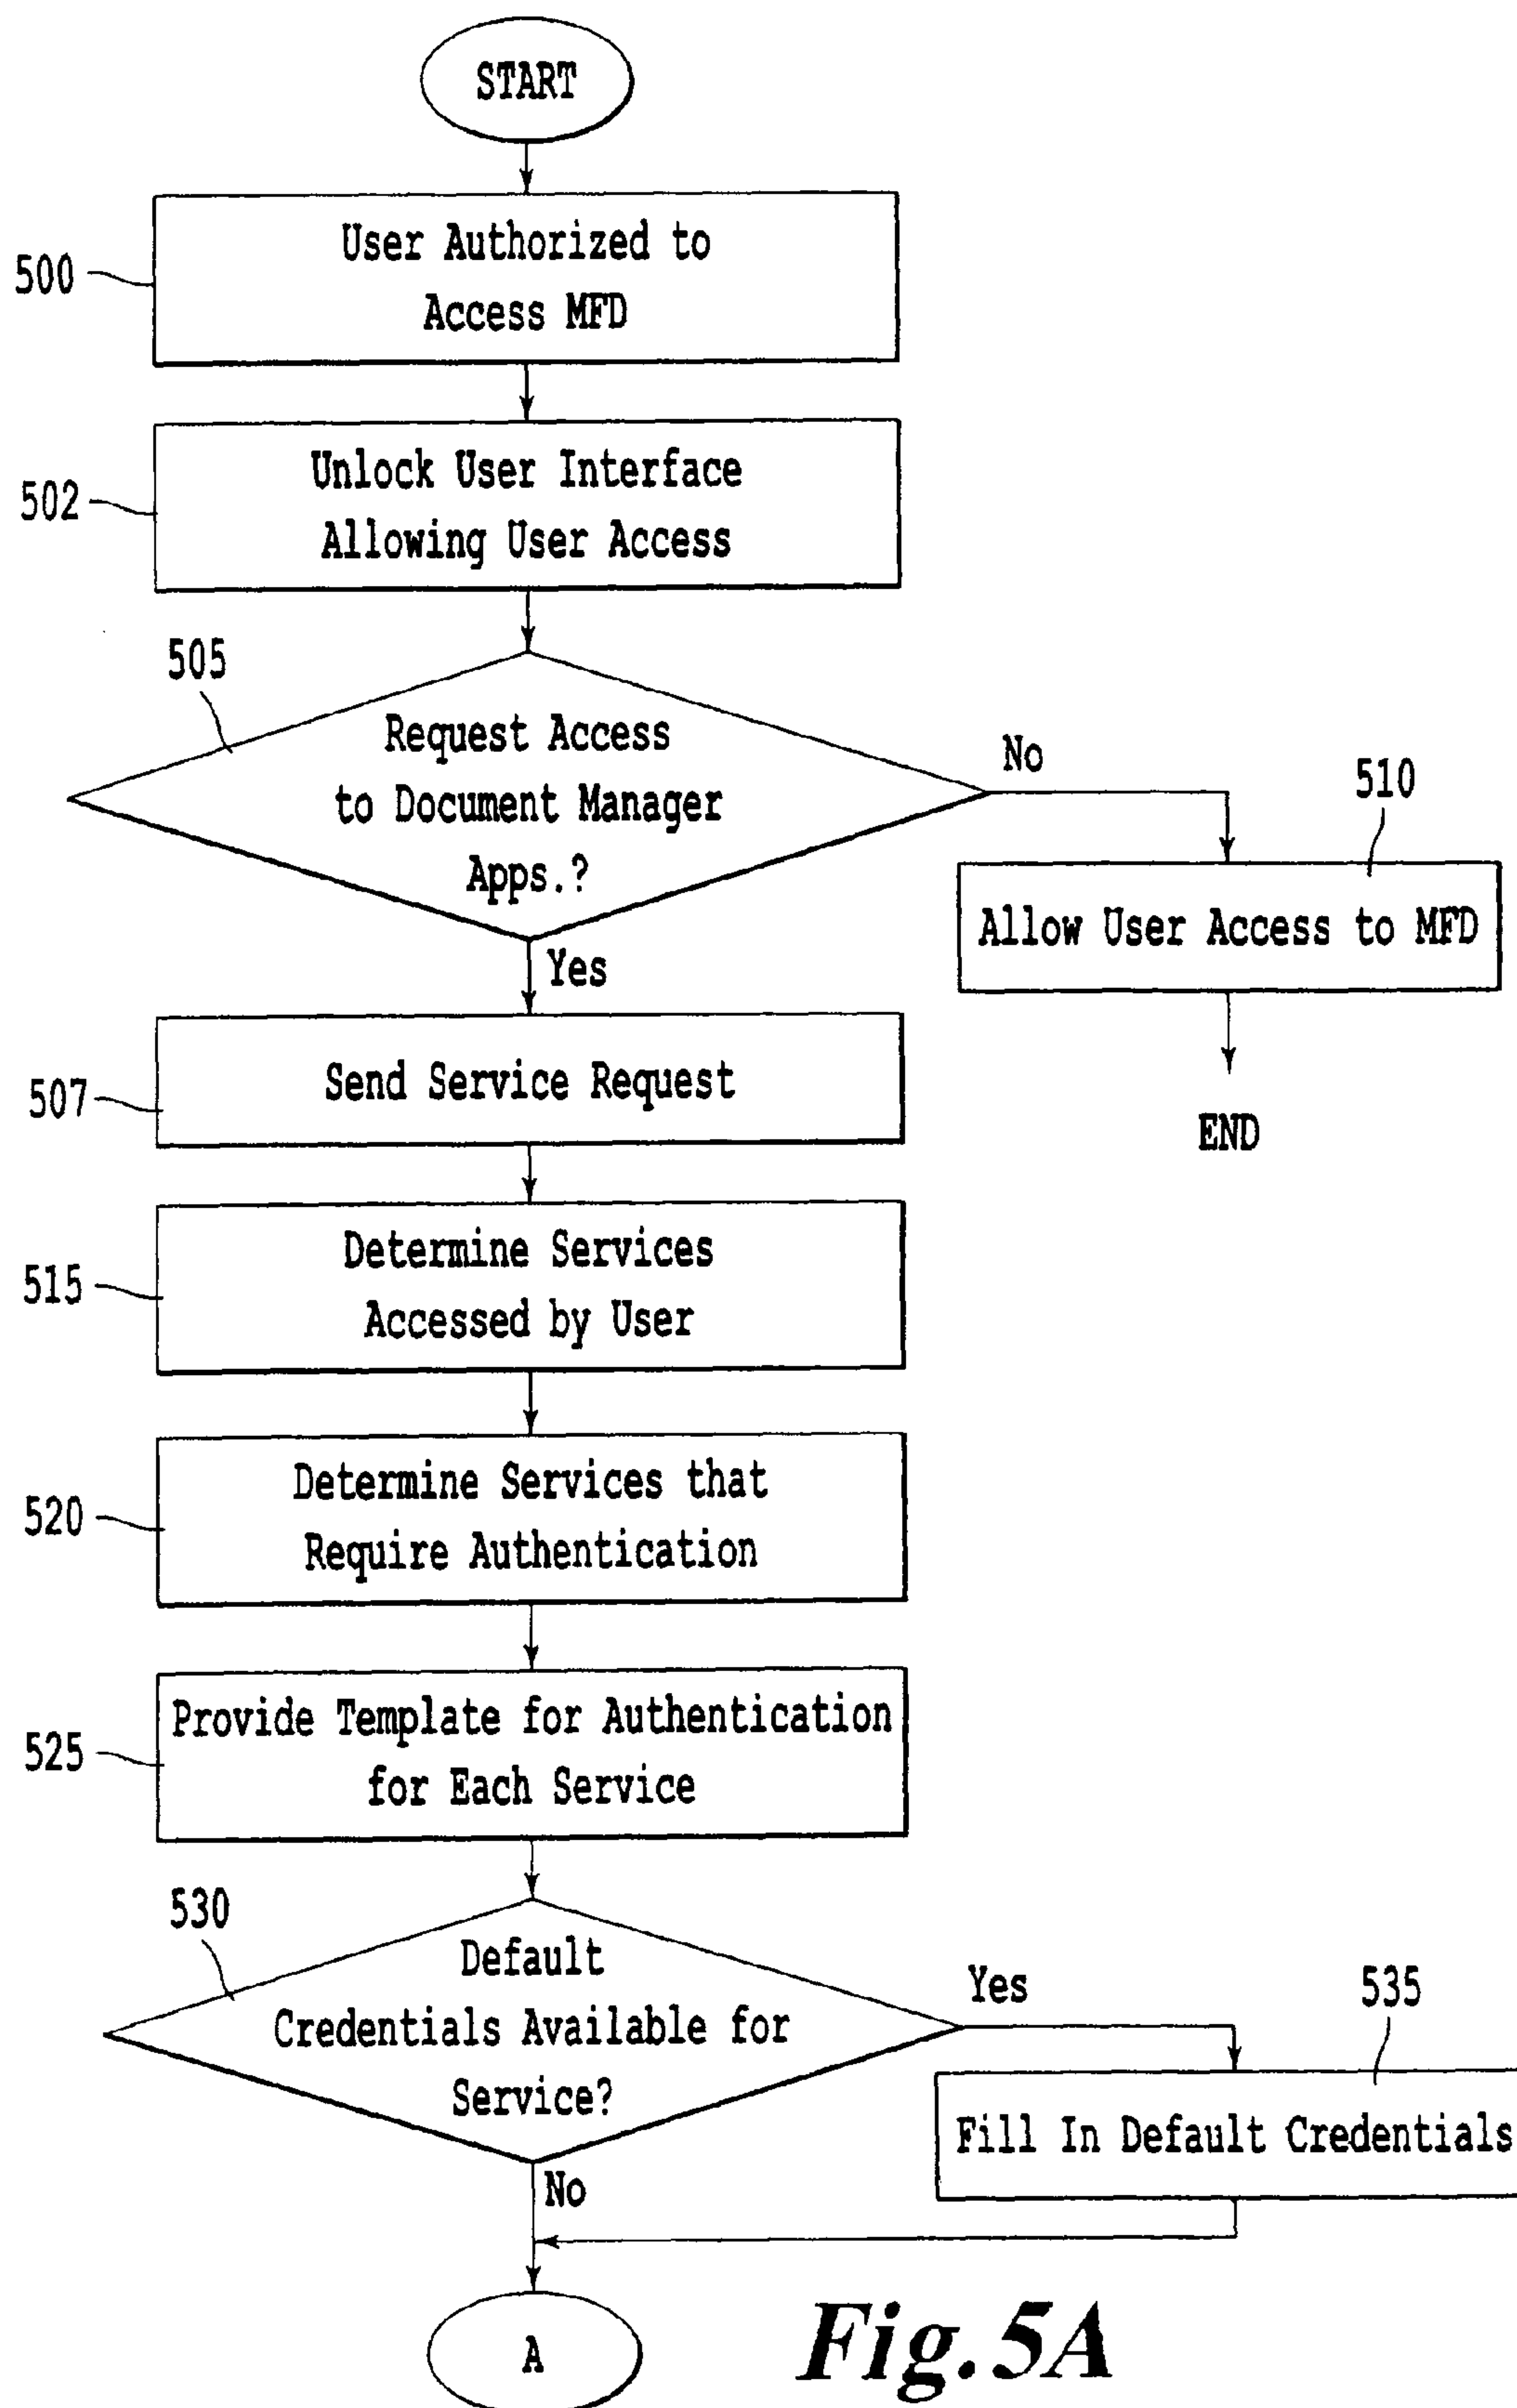 START
500
User Authorized to
Access MFD
502
Unlock User Interface
Allowing User Access
505
Request Access
to Document Manager
Apps.?
No
510
Allow User Access to MFD
END
Yes
507
Send Service Request
515
Determine Services
Accessed by User
520
Determine Services that
Require Authentication
525
Provide Template for Authentication
for Each Service
530
Default
Credentials Available for
Service?
Yes
535
Fill In Default Credentials
No
A
Fig. 5A